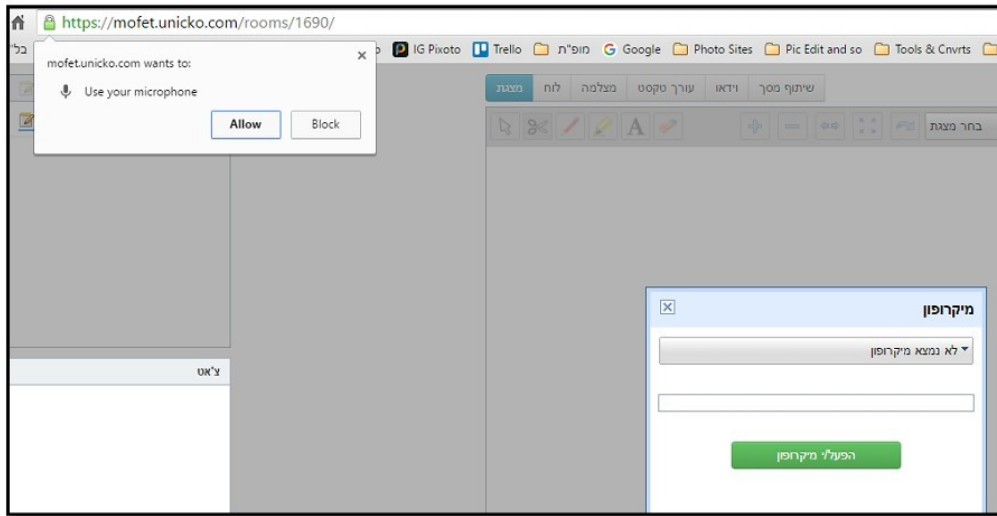 https://mofet.unicko.com/rooms/1690/
IG Pixoto Trello מופ"ת Google Photo Sites Pic Edit and so Tools & Cnvrts
mofet.unicko.com wants to:
Use your microphone
Allow Block
מצגת לוח מצלמה עורך טקסט וידאו שיתוף מסך
A בחר מצגת
מיקרופון
לא נמצא מיקרופון
צ'אט
הפעל/י מיקרופון